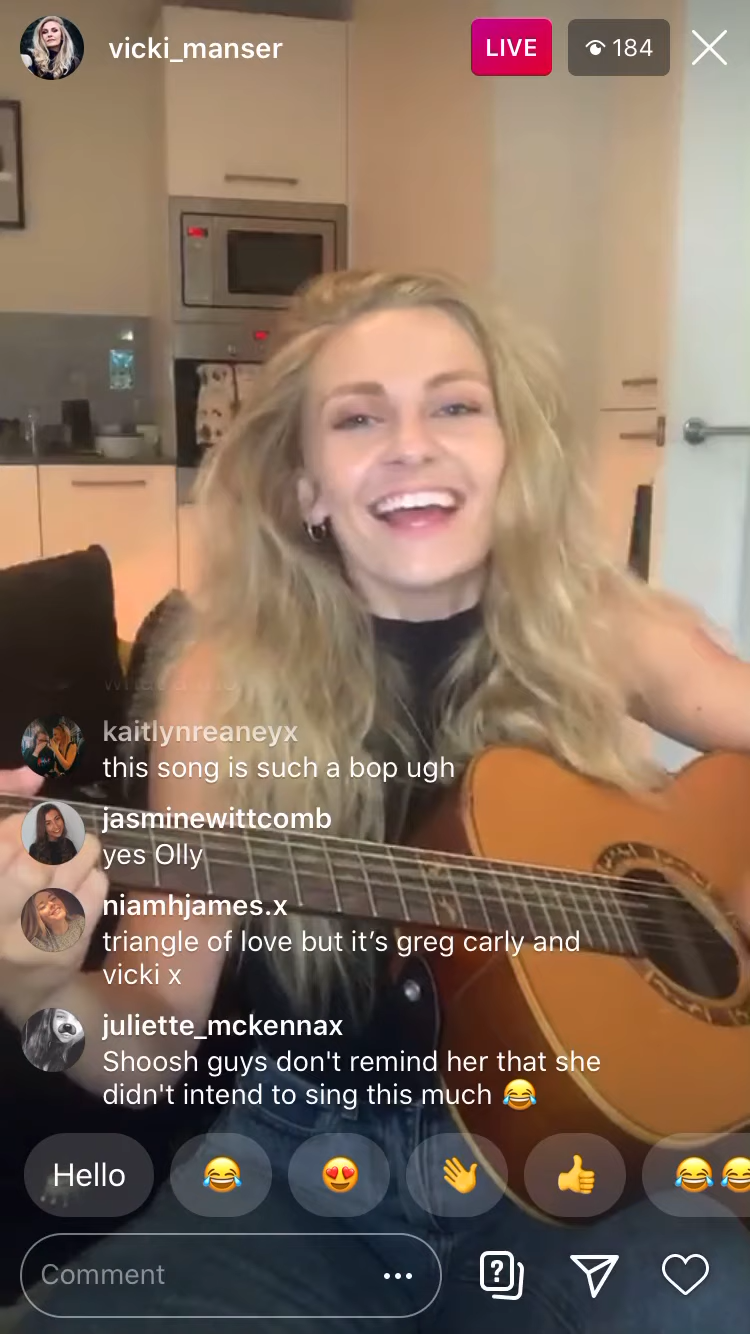 vicki_manser
LIVE
184
kaitlynreaneyx
this song is such a bop ugh
jasminewittcomb
yes Olly
niamhjames.x
triangle of love but it’s greg carly and
vicki x
juliette_mckennax
Shoosh guys don't remind her that she
didn't intend to sing this much 😂
Hello
Comment